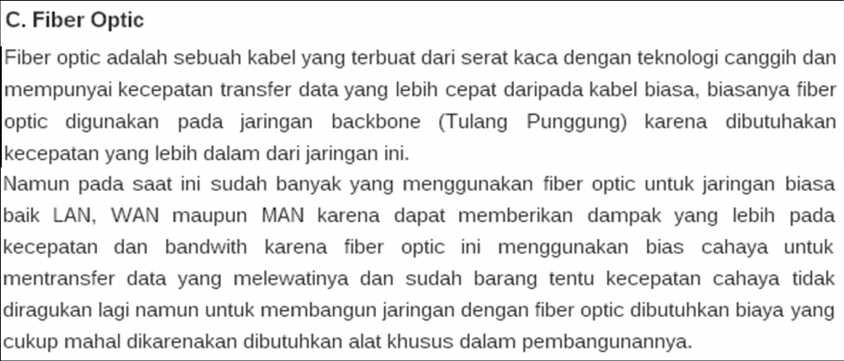 C. Fiber Optic
Fiber optic adalah sebuah kabel yang terbuat dari serat kaca dengan teknologi canggih dan
mempunyai kecepatan transfer data yang lebih cepat daripada kabel biasa, biasanya fiber
optic digunakan pada jaringan backbone (Tulang Punggung) karena dibutuhakan
kecepatan yang lebih dalam dari jaringan ini.
Namun pada saat ini sudah banyak yang menggunakan fiber optic untuk jaringan biasa
baik LAN, WAN maupun MAN karena dapat memberikan dampak yang lebih pada
kecepatan dan bandwith karena fiber optic ini menggunakan bias cahaya untuk
mentransfer data yang melewatinya dan sudah barang tentu kecepatan cahaya tidak
diragukan lagi namun untuk membangun jaringan dengan fiber optic dibutuhkan biaya yang
cukup mahal dikarenakan dibutuhkan alat khusus dalam pembangunannya.